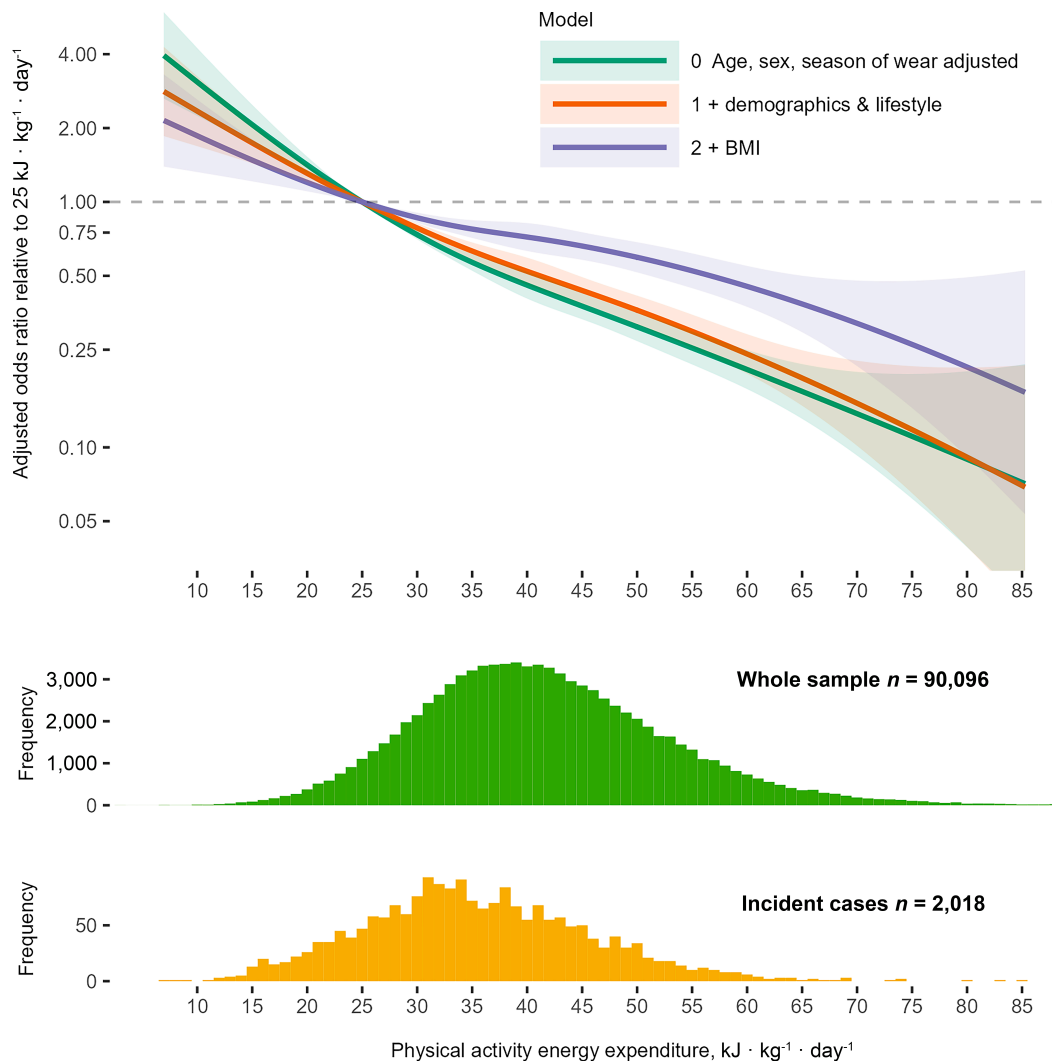 Model
0 Age, sex, season of wear adjusted
1 + demographics & lifestyle
2 + BMI
Adjusted odds ratio relative to 25 kJ · kg⁻¹ · day⁻¹
4.00
2.00
1.00
0.75
0.50
0.25
0.10
0.05
10 15 20 25 30 35 40 45 50 55 60 65 70 75 80 85
Whole sample n = 90,096
Frequency
3,000
2,000
1,000
0
Incident cases n = 2,018
Frequency
50
0
10 15 20 25 30 35 40 45 50 55 60 65 70 75 80 85
Physical activity energy expenditure, kJ · kg⁻¹ · day⁻¹